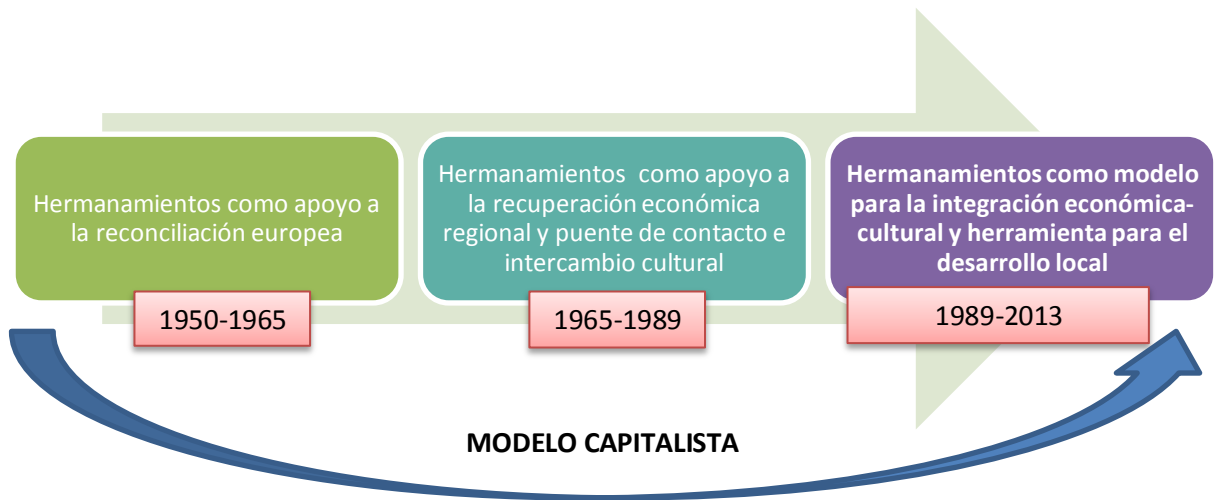 Hermanamientos como apoyo a
la reconciliación europea
1950-1965
Hermanamientos como apoyo a
la recuperación económica
regional y puente de contacto e
intercambio cultural
1965-1989
Hermanamientos como modelo
para la integración económica-
cultural y herramienta para el
desarrollo local
1989-2013
MODELO CAPITALISTA